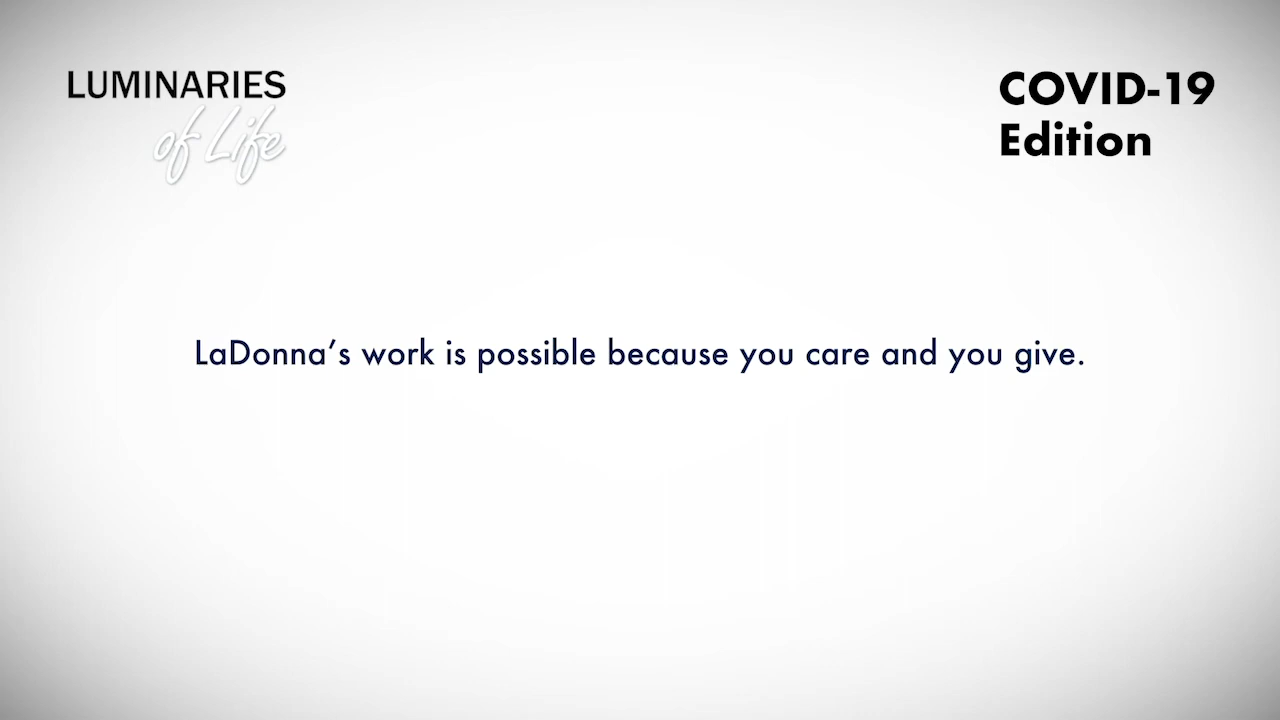 LUMINARIES
of Life
COVID-19
Edition
LaDonna’s work is possible because you care and you give.